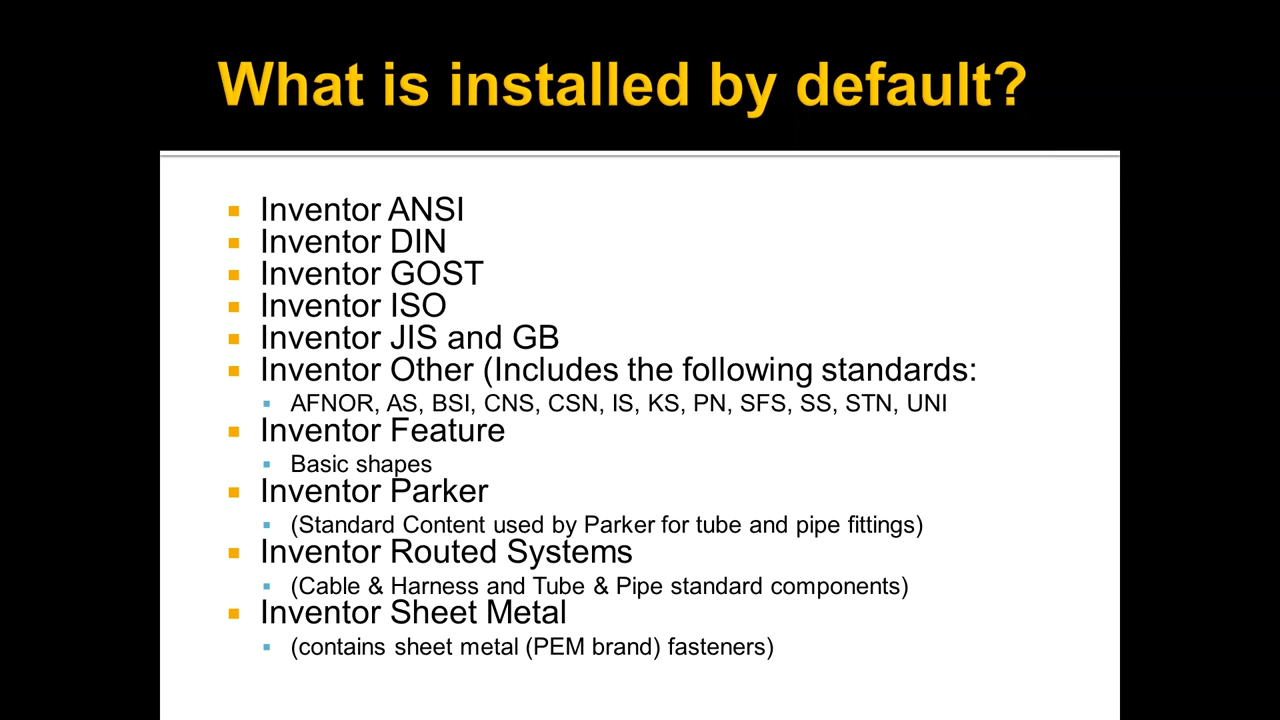 What is installed by default?
Inventor ANSI
Inventor DIN
Inventor GOST
Inventor ISO
Inventor JIS and GB
Inventor Other (Includes the following standards:
AFNOR, AS, BSI, CNS, CSN, IS, KS, PN, SFS, SS, STN, UNI
Inventor Feature
Basic shapes
Inventor Parker
(Standard Content used by Parker for tube and pipe fittings)
Inventor Routed Systems
(Cable & Harness and Tube & Pipe standard components)
Inventor Sheet Metal
(contains sheet metal (PEM brand) fasteners)